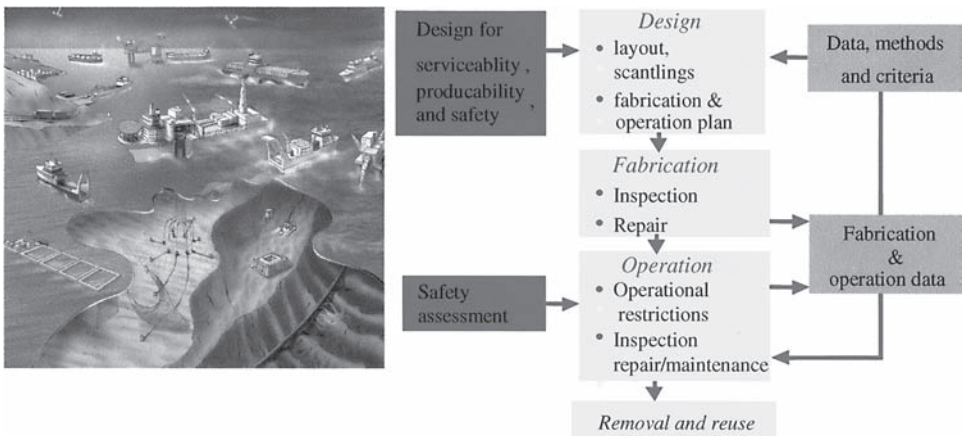 Design for
serviceablity,
producability
and safety,
Design
• layout,
scantlings
• fabrication &
operation plan
Data, methods
and criteria
Fabrication
• Inspection
• Repair
Fabrication
&
operation data
Safety
assessment
Operation
• Operational
restrictions
• Inspection
repair/maintenance
Removal and reuse